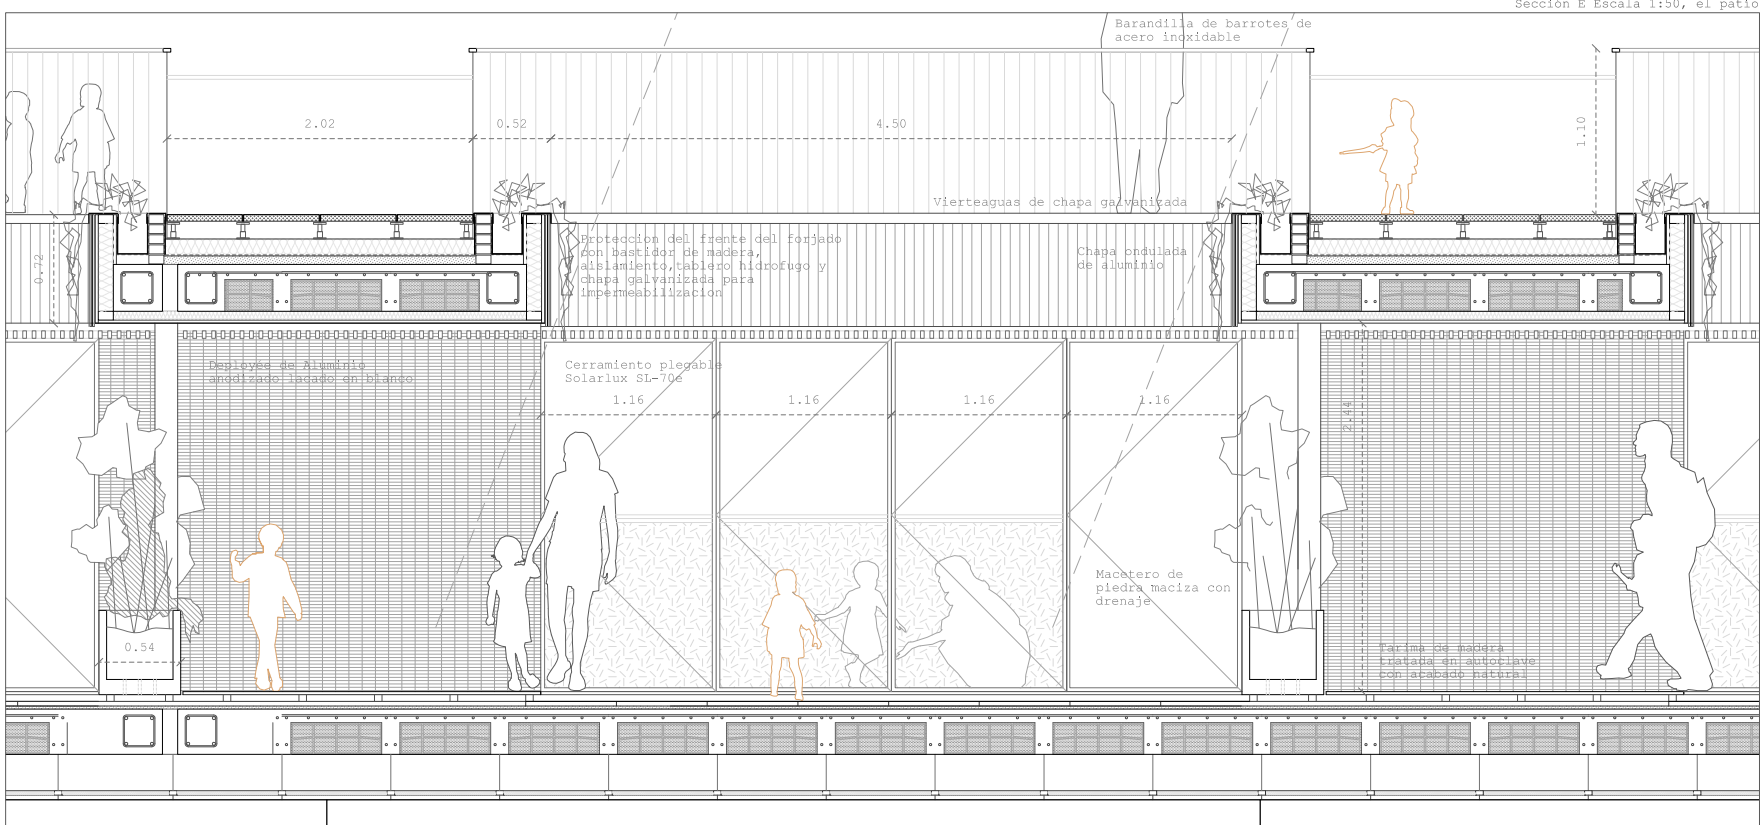 Sección E Escala 1:50, el patio
Barandilla de barrotes de
acero inoxidable
2.02
0.52
4.50
1.10
Vierteaguas de chapa galvanizada
Proteccion del frente del forjado
con bastidor de madera,
aislamiento,tablero hidrofugo y
chapa galvanizada para
impermeabilizacion
Chapa ondulada
de aluminio
0.72
Deployée de Aluminio
anodizado lacado en blanco
Cerramiento plegable
Solarlux SL-70e
1.16
1.16
1.16
1.16
2.44
Macetero de
piedra maciza con
drenaje
0.54
Tarima de madera
tratada en autoclave
con acabado natural